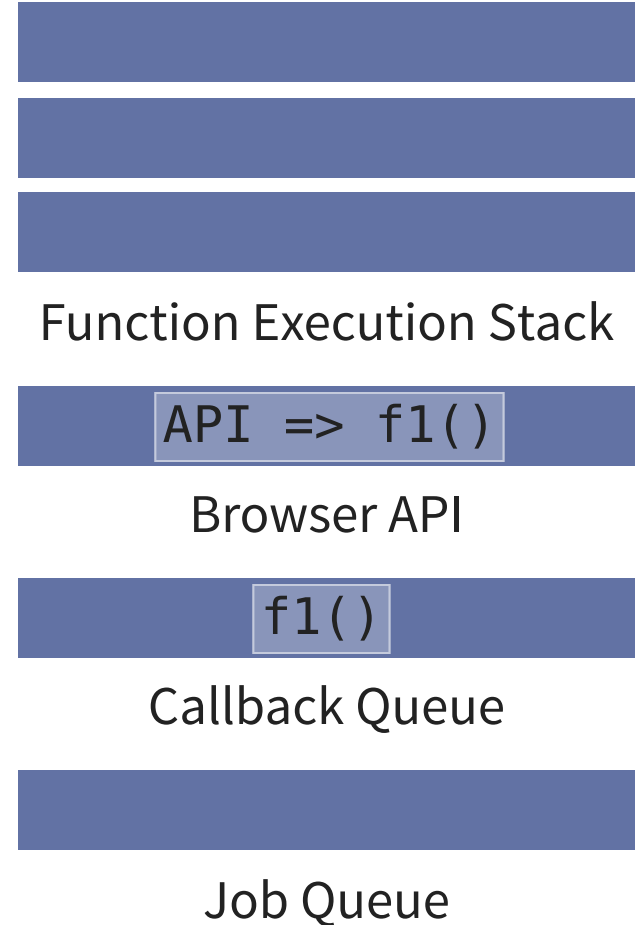 Function Execution Stack
API => f1()
Browser API
f1()
Callback Queue
Job Queue